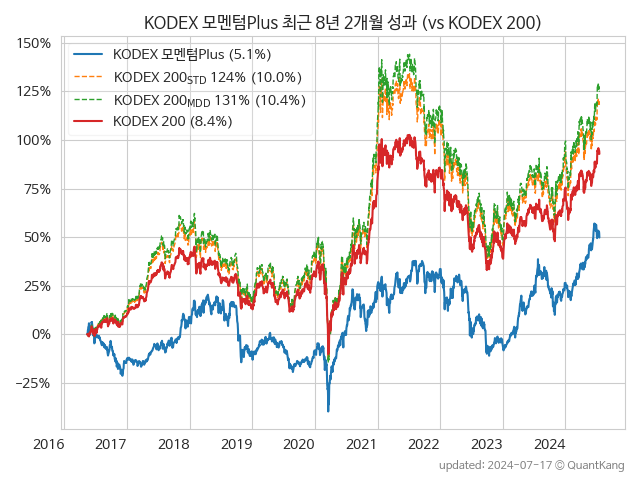 KODEX 모멘텀Plus 최근 8년 2개월 성과 (vs KODEX 200)
150%
125%
100%
75%
50%
25%
0%
−25%
KODEX 모멘텀Plus (5.1%)
KODEX 200STD 124% (10.0%)
KODEX 200MDD 131% (10.4%)
KODEX 200 (8.4%)
2016 2017 2018 2019 2020 2021 2022 2023 2024
updated: 2024-07-17 © QuantKang